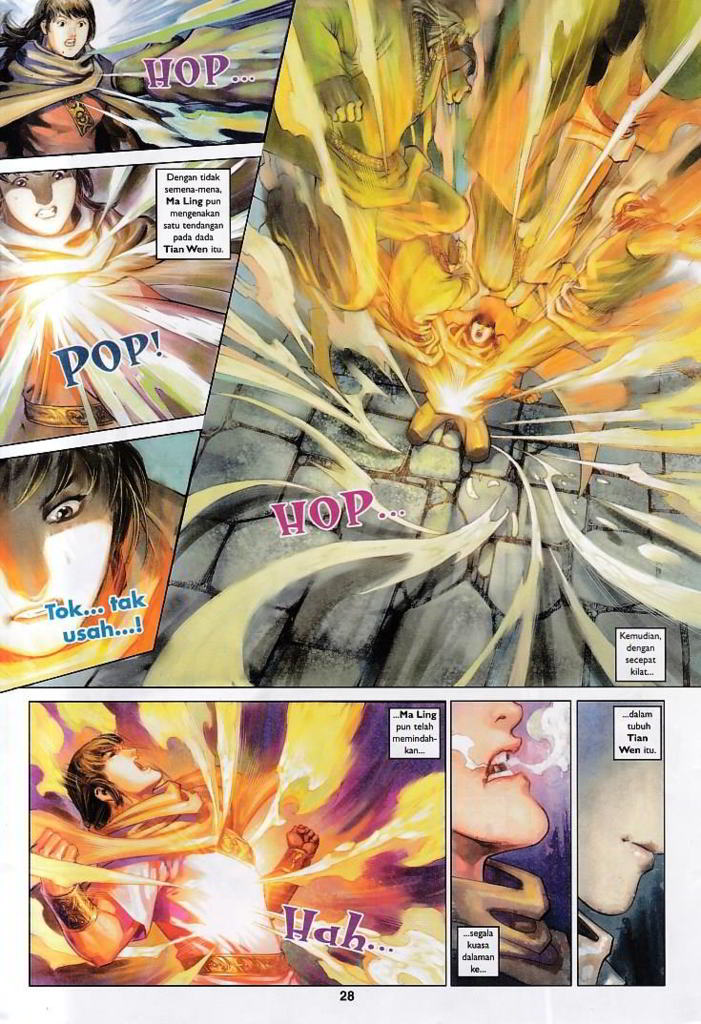 HOP...
Dengan tidak
semena-mena,
Ma Ling pun
mengenakan
satu tendangan
pada dada
Tian Wen itu.
POP!
Tok... tak
usah...!
HOP...
Kemudian,
dengan
secepat
kilat...
...Ma Ling
pun telah
memindah-
kan...
Hah...
...segala
kuasa
dalaman
ke...
...dalam
tubuh
Tian
Wen itu.
28